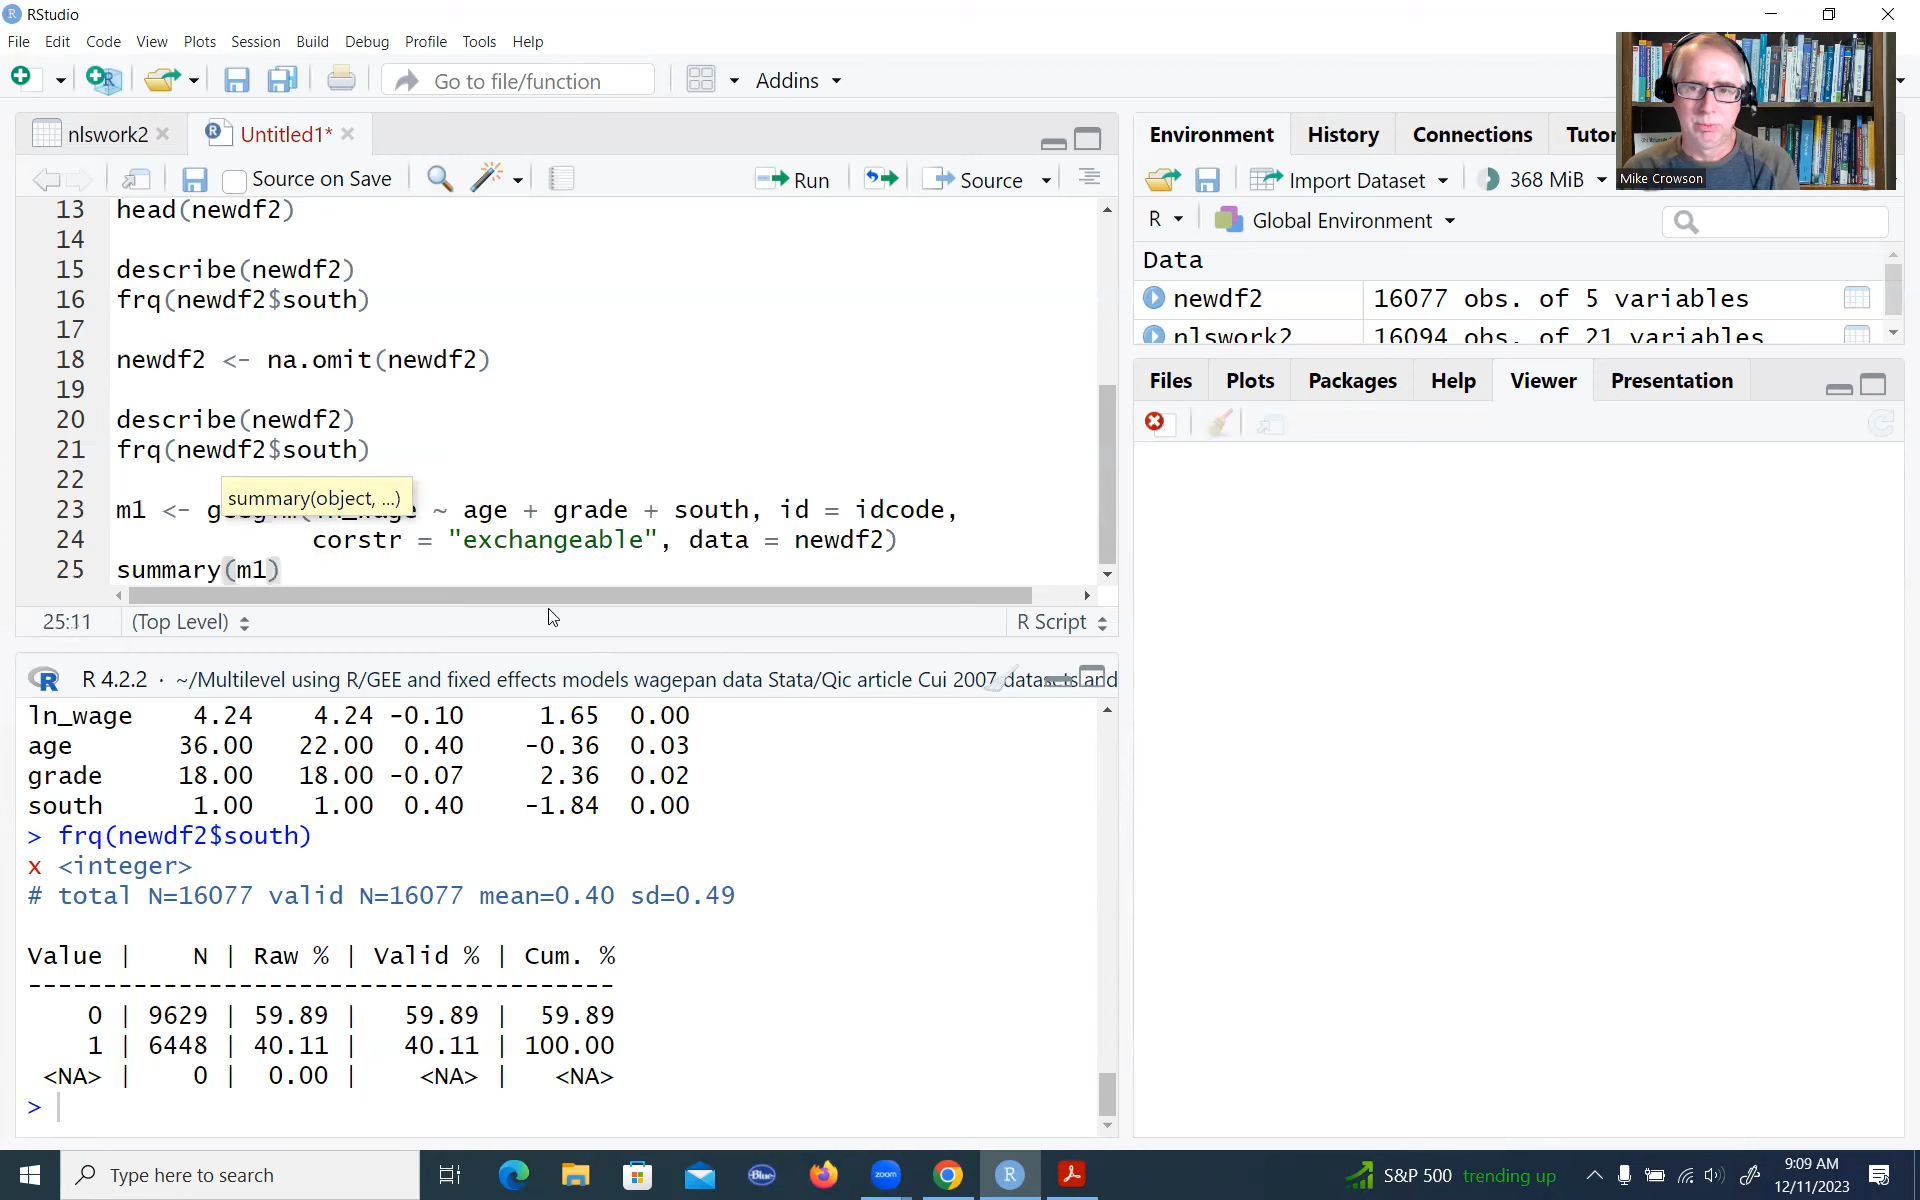 RStudio
File Edit Code View Plots Session Build Debug Profile Tools Help
Go to file/function
Addins
nlswork2
Untitled1*
Source on Save
Run
Source
13 head(newdf2)
14
15 describe(newdf2)
16 frq(newdf2$south)
17
18 newdf2 <- na.omit(newdf2)
19
20 describe(newdf2)
21 frq(newdf2$south)
22
summary(object, ...)
23 m1 <- ~ age + grade + south, id = idcode,
24 corstr = "exchangeable", data = newdf2)
25 summary(m1)
25:11 (Top Level) R Script
R 4.2.2 · ~/Multilevel using R/GEE and fixed effects models wagepan data Stata/Qic article Cui 2007 datasets and
ln_wage 4.24 4.24 -0.10 1.65 0.00
age 36.00 22.00 0.40 -0.36 0.03
grade 18.00 18.00 -0.07 2.36 0.02
south 1.00 1.00 0.40 -1.84 0.00
> frq(newdf2$south)
x <integer>
# total N=16077 valid N=16077 mean=0.40 sd=0.49
Value | N | Raw % | Valid % | Cum. %
---------------------------------------
0 | 9629 | 59.89 | 59.89 | 59.89
1 | 6448 | 40.11 | 40.11 | 100.00
<NA> | 0 | 0.00 | <NA> | <NA>
>
Environment History Connections Tutor
Mike Crowson
Import Dataset
368 MiB
R
Global Environment
Data
newdf2 16077 obs. of 5 variables
nlswork2 16094 obs. of 21 variables
Files Plots Packages Help Viewer Presentation
Type here to search
Blue
zoom
S&P 500 trending up
9:09 AM
12/11/2023